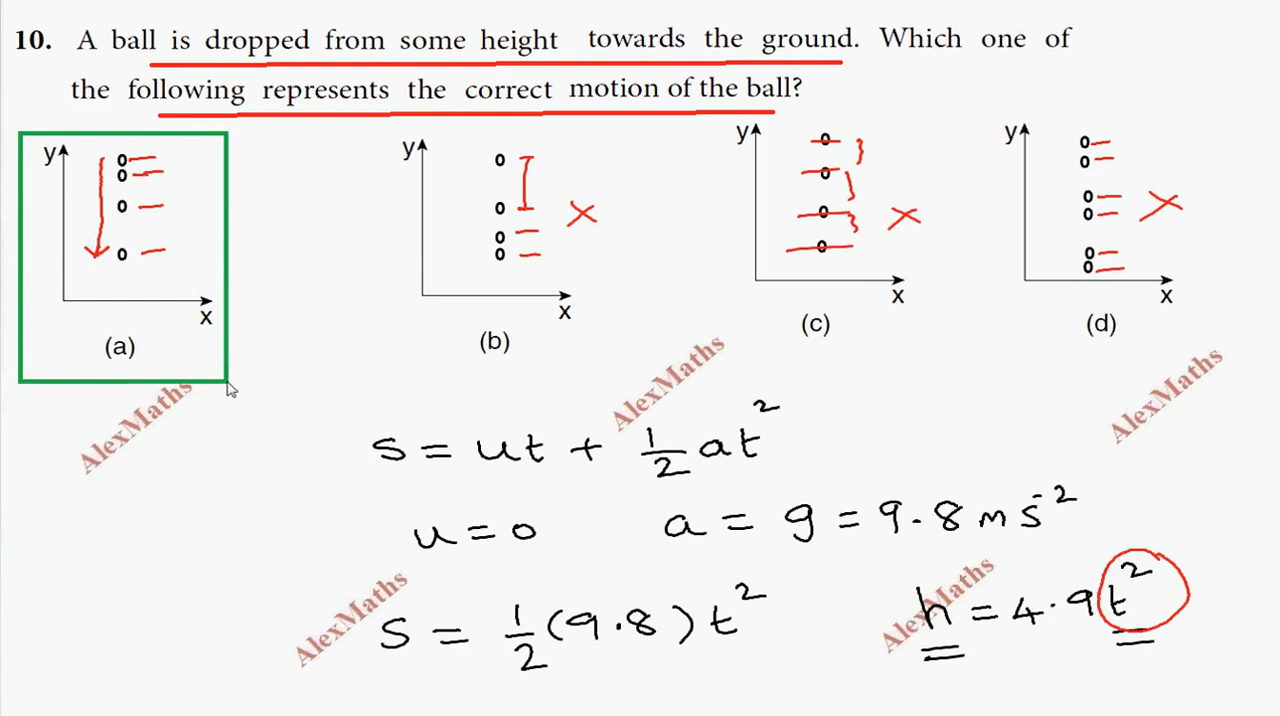 10. A ball is dropped from some height towards the ground. Which one of
the following represents the correct motion of the ball?
y
x
(a)
y
x
(b)
y
x
(c)
y
x
(d)
AlexMaths
AlexMaths
AlexMaths
s = ut + 1/2 at²
u = 0 a = g = 9.8 m s⁻²
AlexMaths
AlexMaths
s = 1/2 (9.8) t² h = 4.9t²